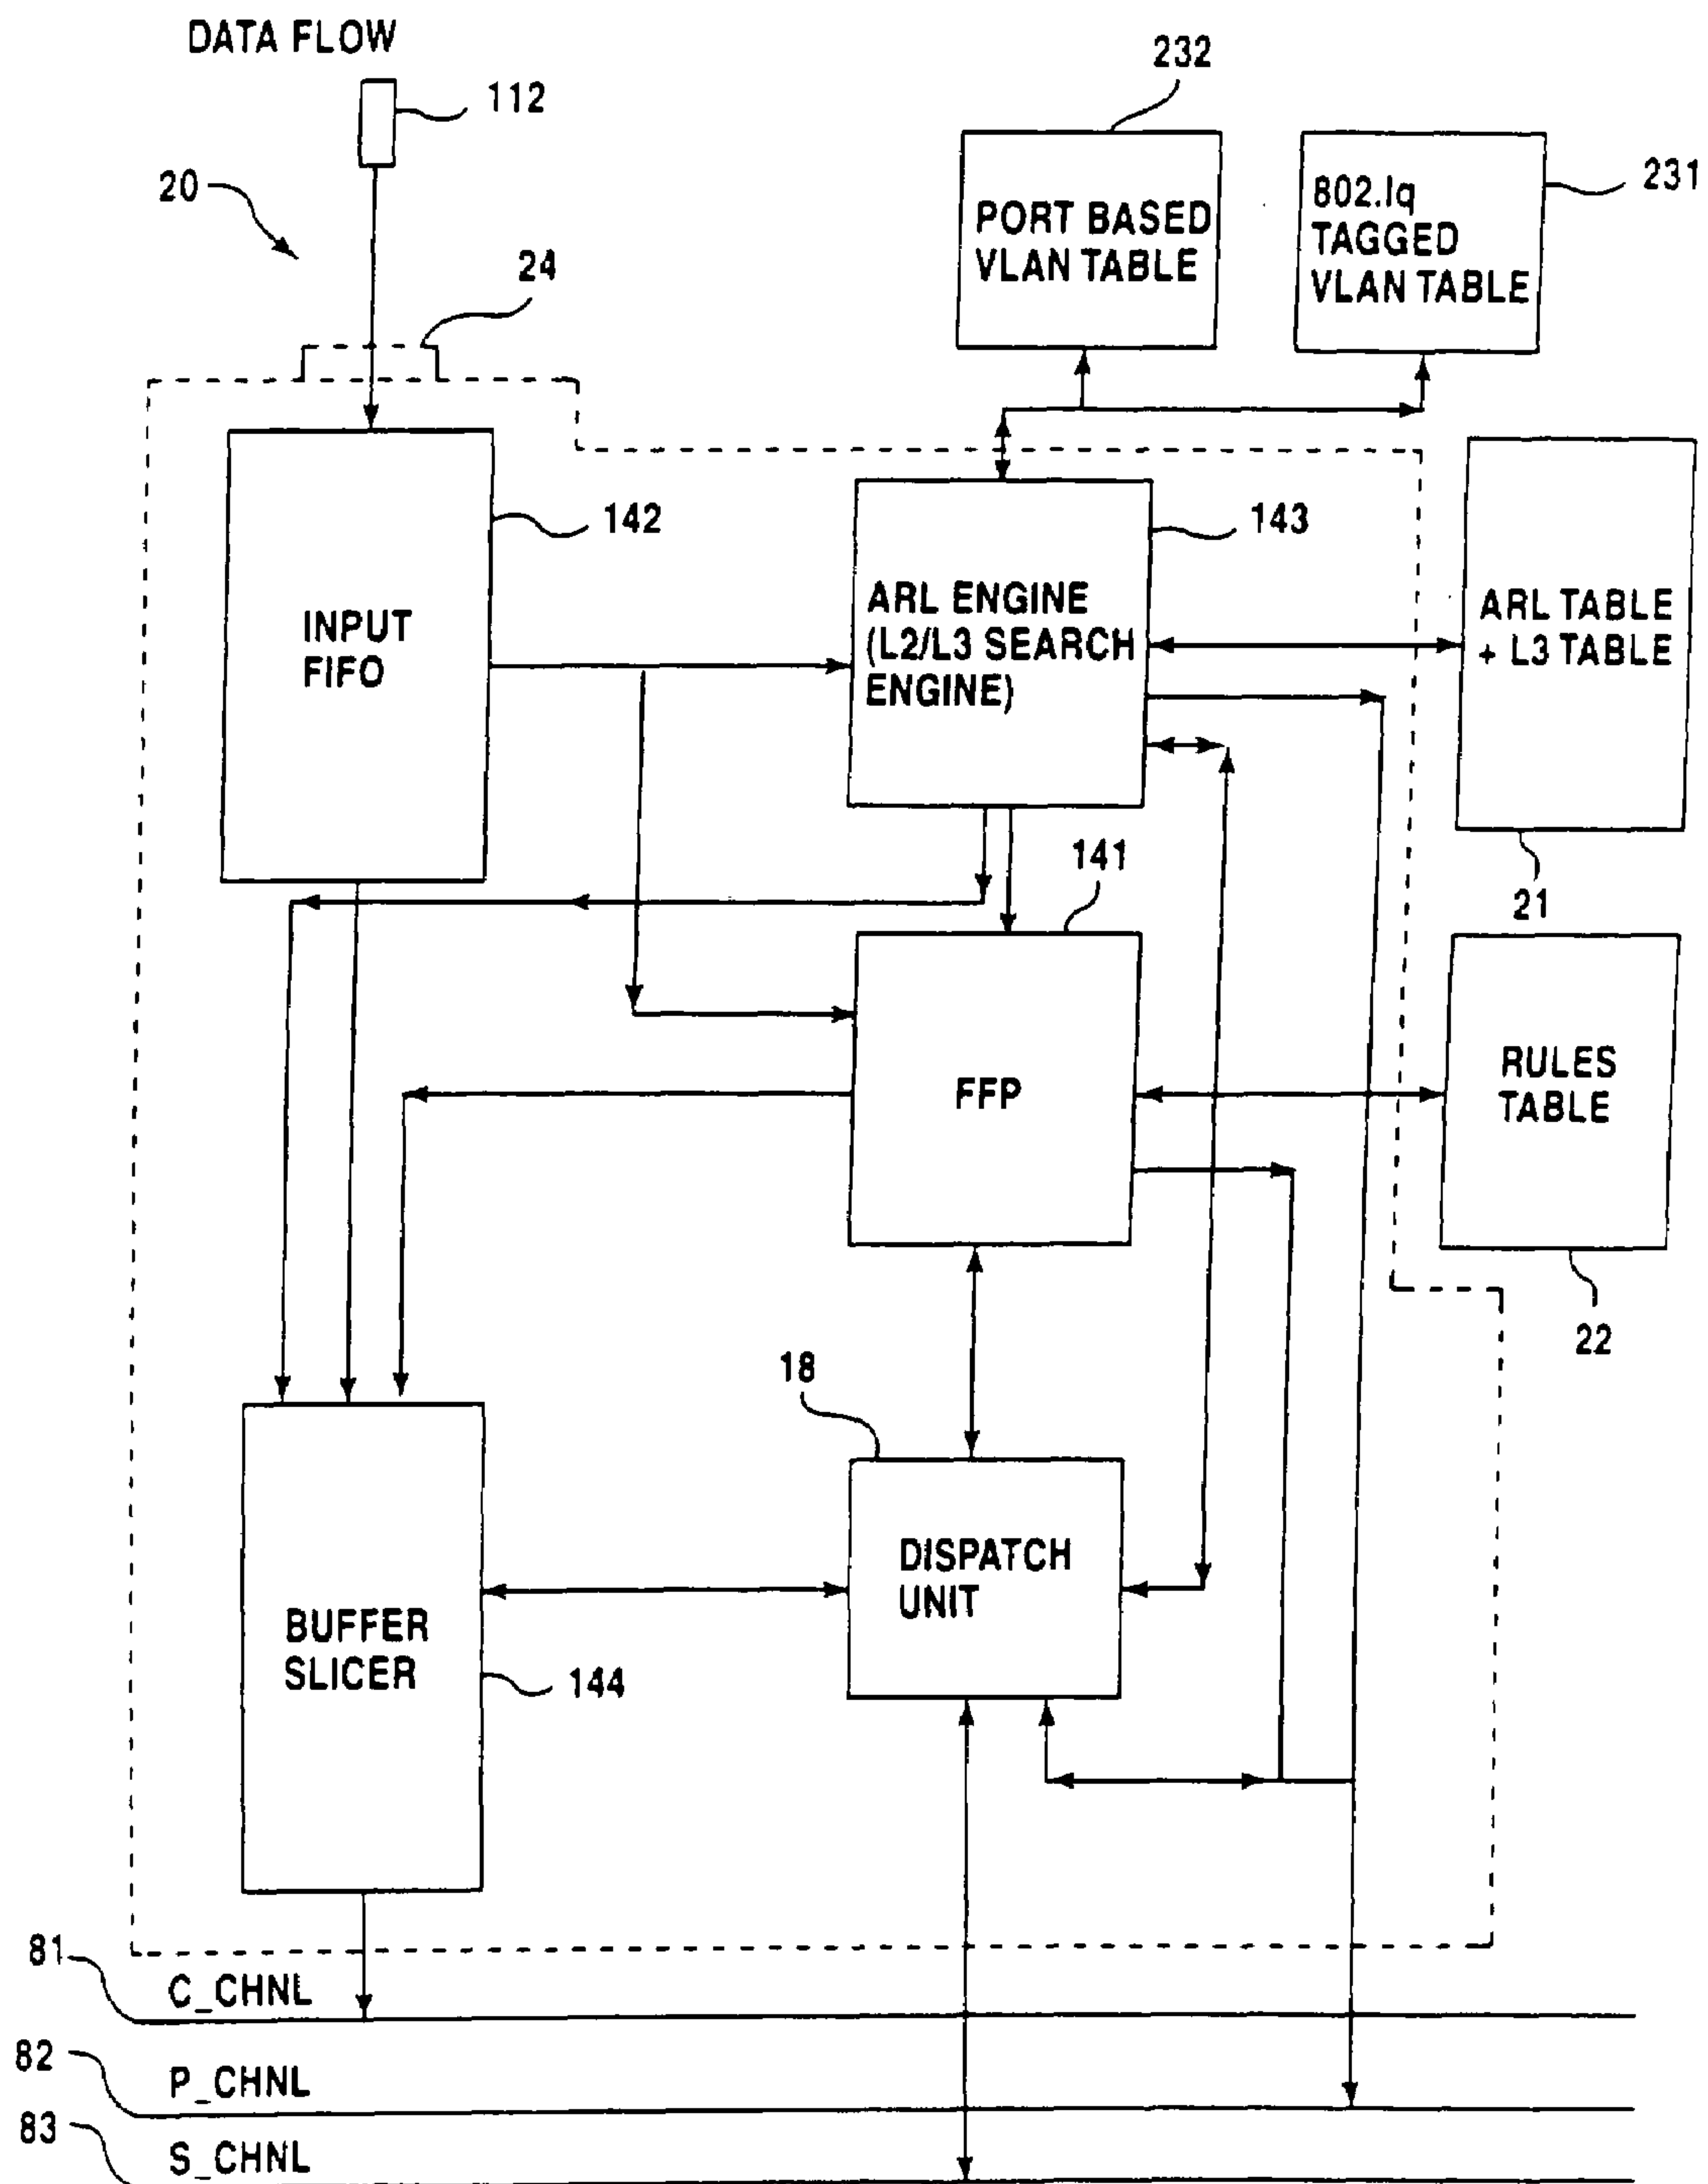 DATA FLOW
112
232
20
24
PORT BASED
VLAN TABLE
802.1q
TAGGED
VLAN TABLE
231
142
143
INPUT
FIFO
ARL ENGINE
(L2/L3 SEARCH
ENGINE)
ARL TABLE
+ L3 TABLE
141
21
FFP
RULES
TABLE
22
18
DISPATCH
UNIT
BUFFER
SLICER
144
81
C_CHNL
82
P_CHNL
83
S_CHNL